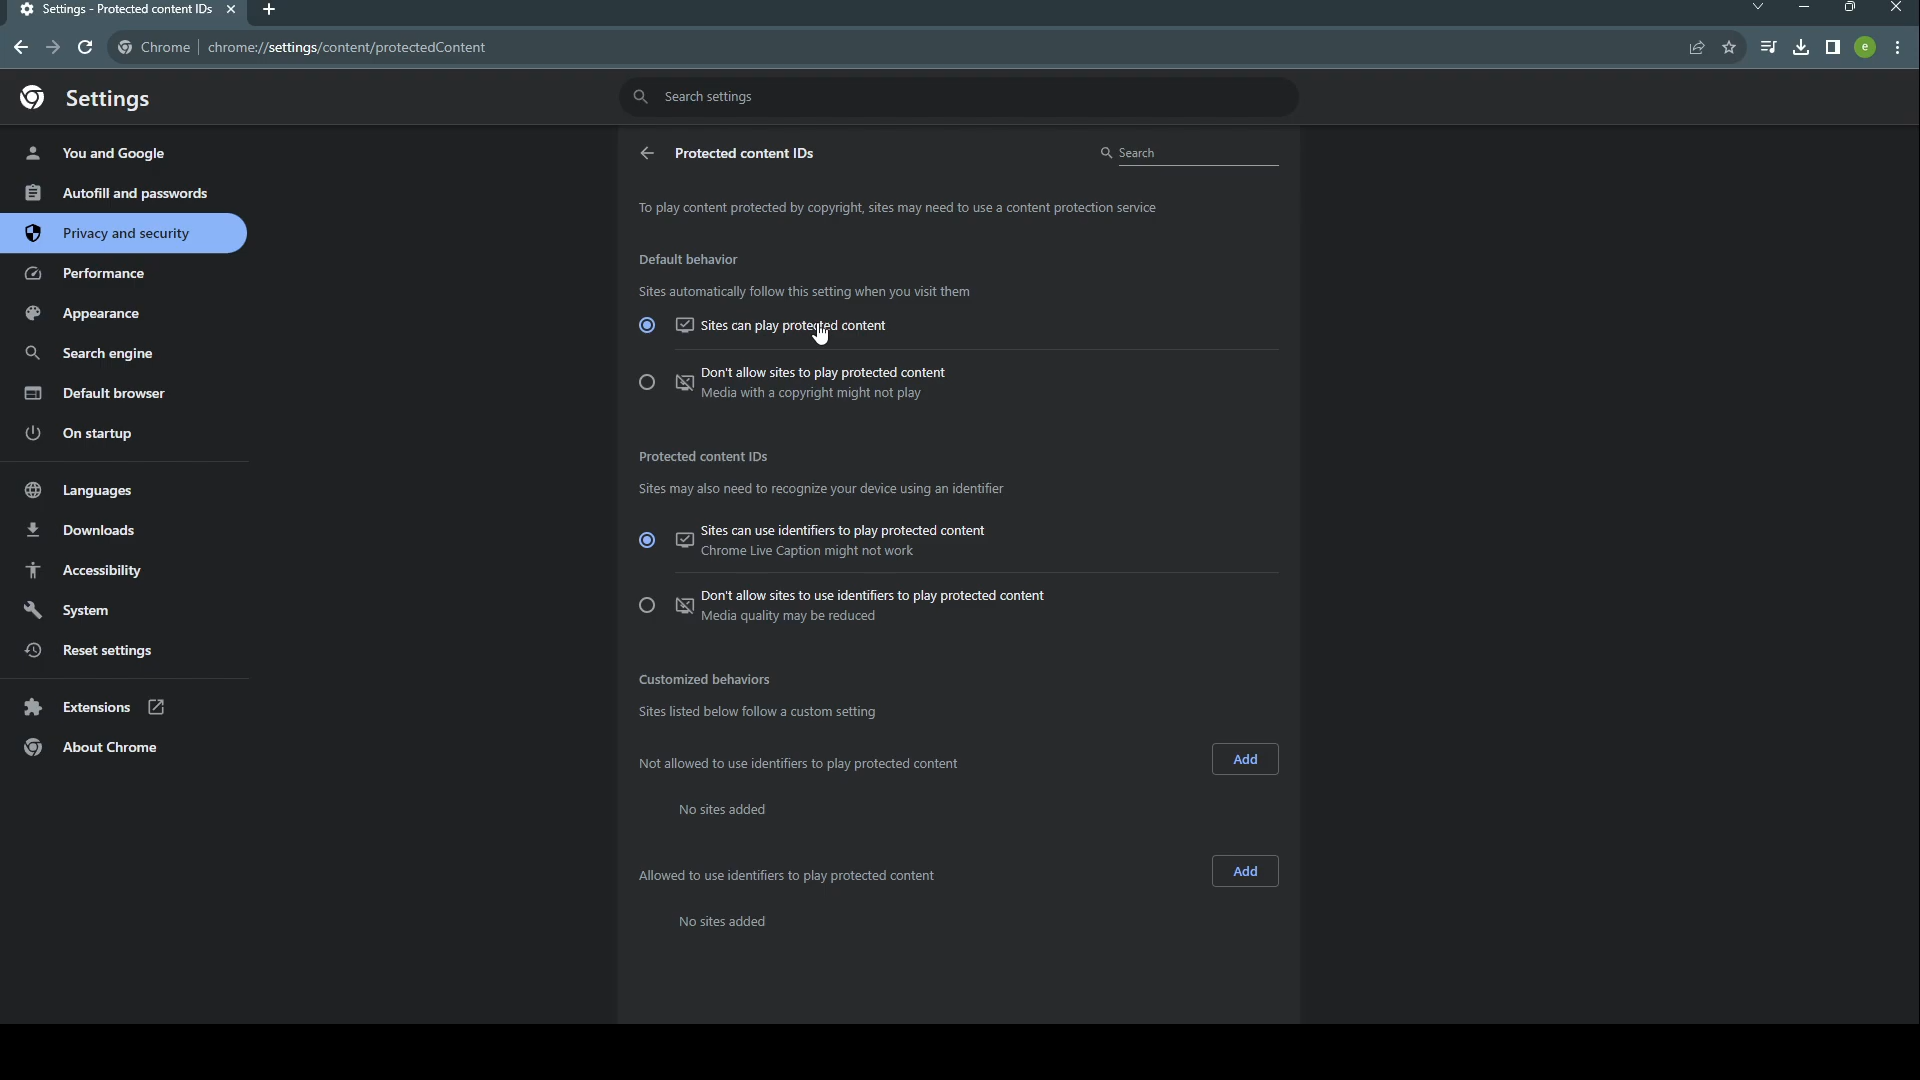 Settings - Protected content IDs
Chrome
chrome://settings/content/protectedContent
e
Settings
Search settings
You and Google
Autofill and passwords
Privacy and security
Performance
Appearance
Search engine
Default browser
On startup
Languages
Downloads
Accessibility
System
Reset settings
Extensions
About Chrome
Protected content IDs
Search
To play content protected by copyright, sites may need to use a content protection service
Default behavior
Sites automatically follow this setting when you visit them
Sites can play protected content
Don't allow sites to play protected content
Media with a copyright might not play
Protected content IDs
Sites may also need to recognize your device using an identifier
Sites can use identifiers to play protected content
Chrome Live Caption might not work
Don't allow sites to use identifiers to play protected content
Media quality may be reduced
Customized behaviors
Sites listed below follow a custom setting
Not allowed to use identifiers to play protected content
Add
No sites added
Allowed to use identifiers to play protected content
Add
No sites added